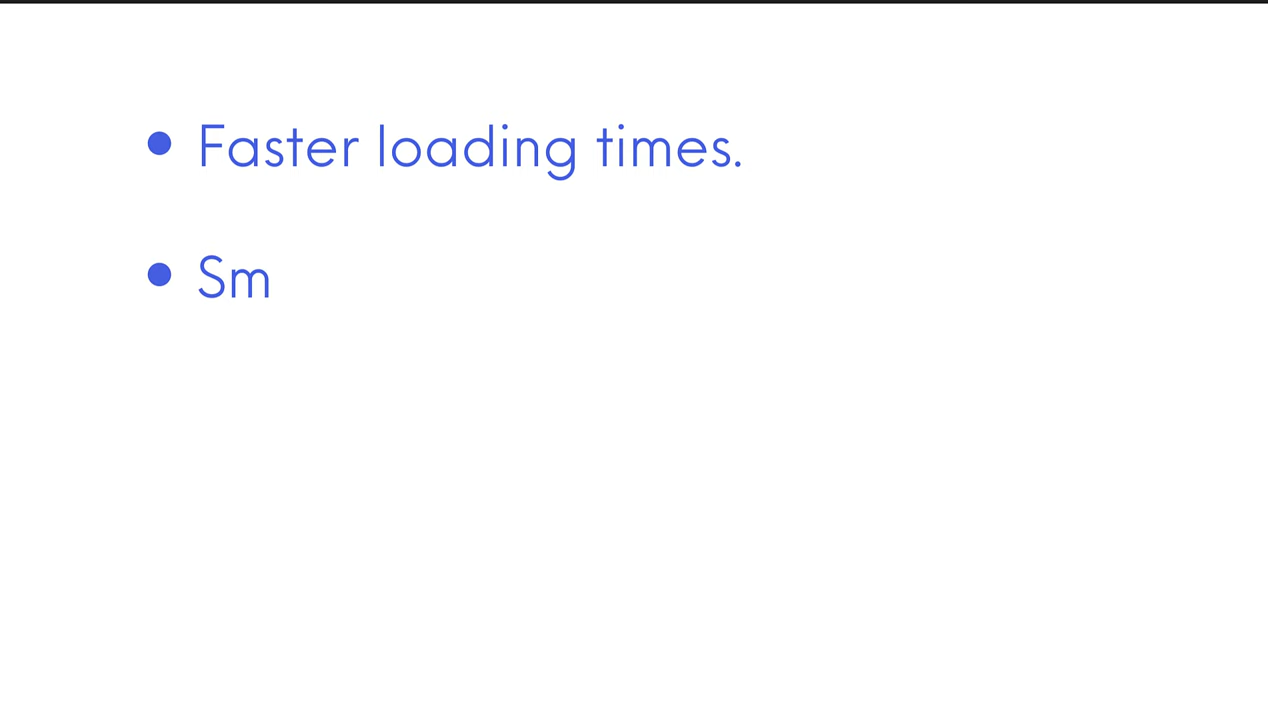 • Faster loading times.
• Sm